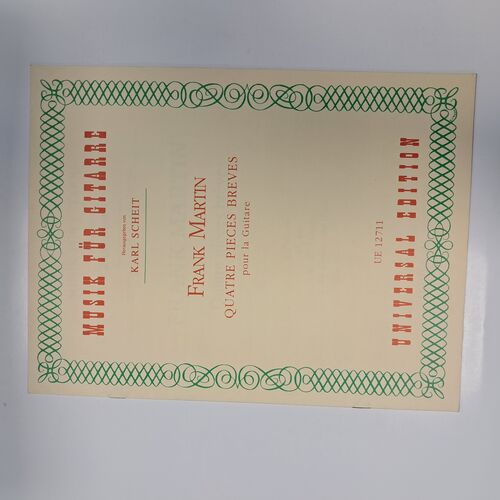 MUSIK FÜR GITARRE
Herausgegeben von
KARL SCHEIT
FRANK MARTIN
QUATRE PIECES BREVES
pour la Guitare
UE 12711
UNIVERSAL EDITION